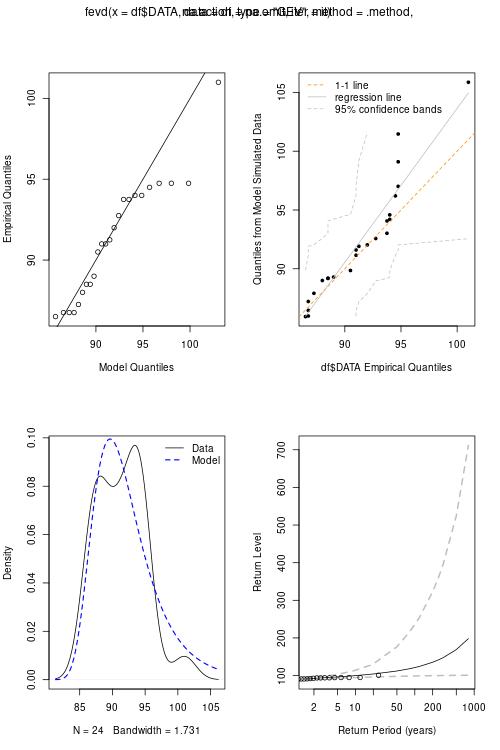 fevd(x = df$DATA,
method = .method,
100
95
90
Empirical Quantiles
90
95
100
Model Quantiles
1-1 line
regression line
95% confidence bands
105
100
95
90
Quantiles from Model Simulated Data
90
95
100
df$DATA Empirical Quantiles
Data
Model
0.10
0.08
0.06
0.04
0.02
0.00
Density
85
90
95
100
105
N = 24 Bandwidth = 1.731
700
600
500
400
300
200
100
Return Level
2
5
10
50
200
1000
Return Period (years)